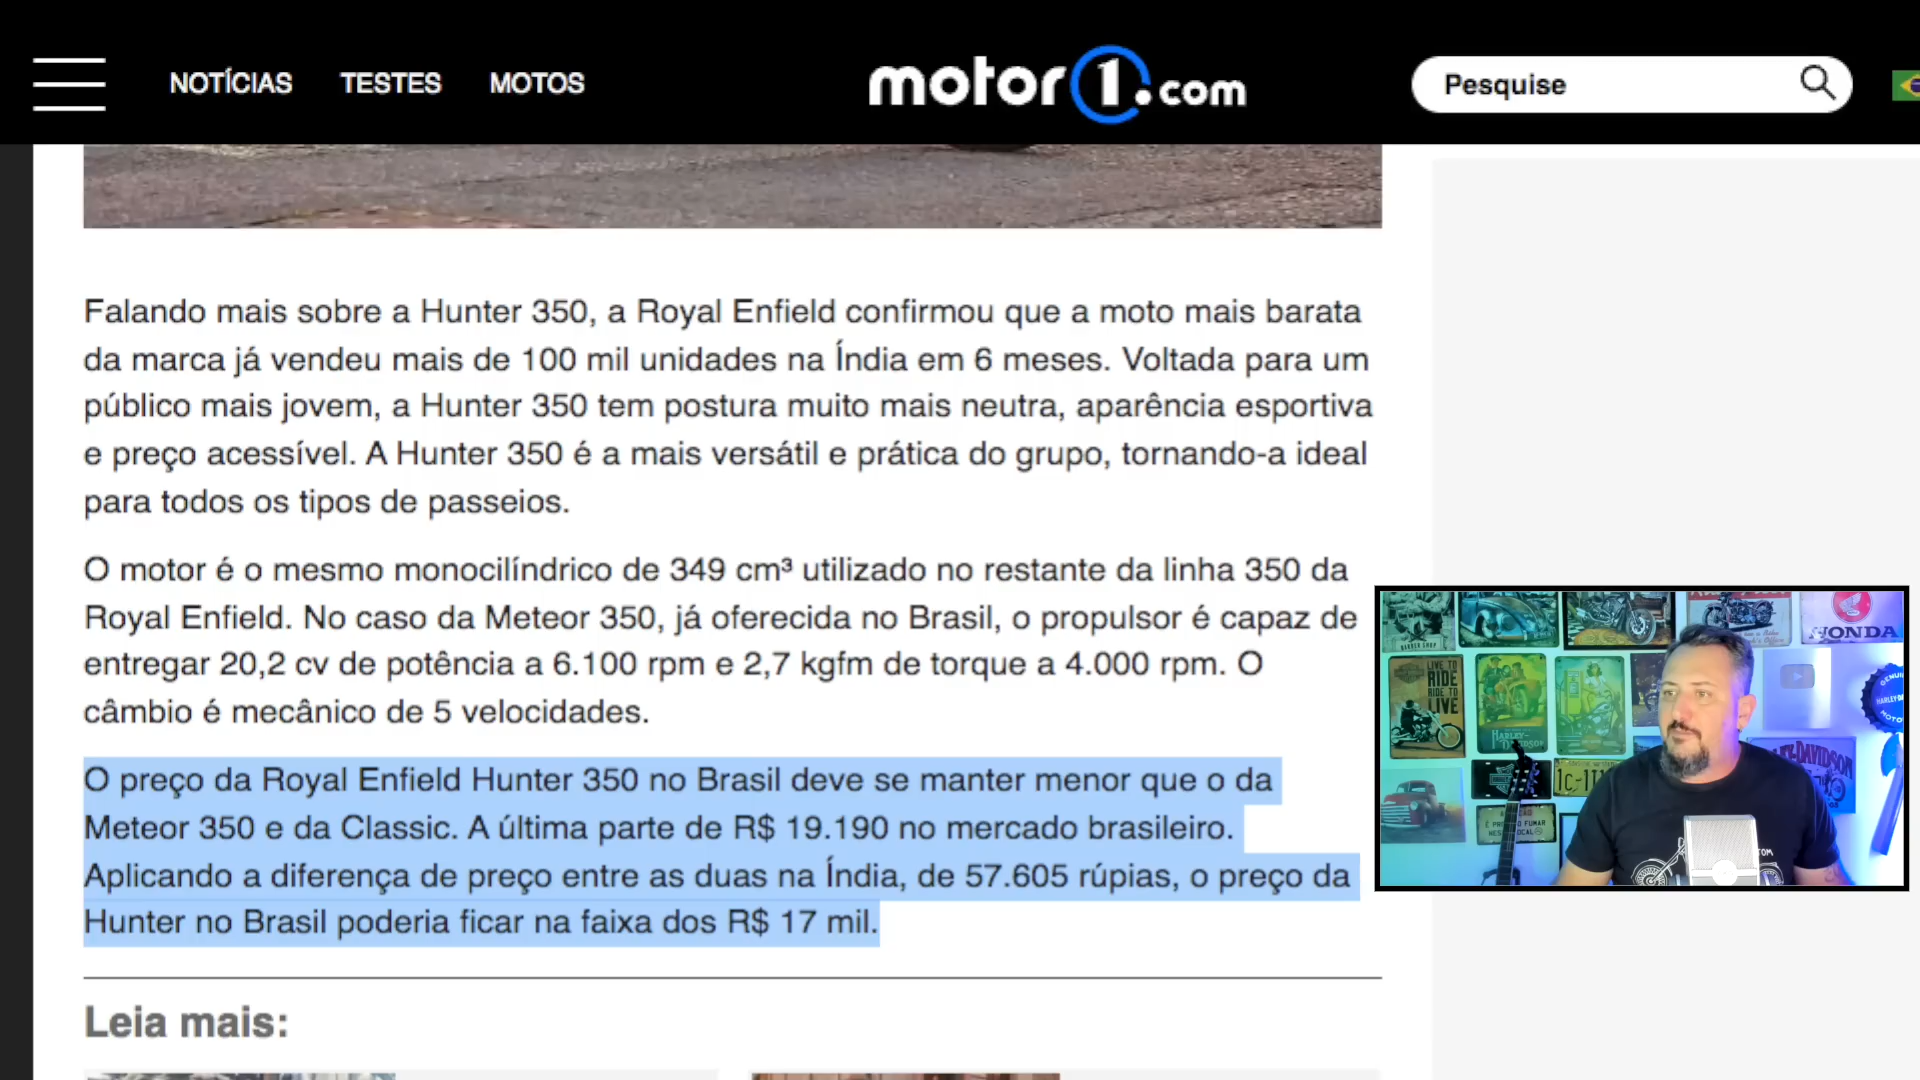 NOTÍCIAS TESTES MOTOS motor1.com Pesquise
Falando mais sobre a Hunter 350, a Royal Enfield confirmou que a moto mais barata
da marca já vendeu mais de 100 mil unidades na Índia em 6 meses. Voltada para um
público mais jovem, a Hunter 350 tem postura muito mais neutra, aparência esportiva
e preço acessível. A Hunter 350 é a mais versátil e prática do grupo, tornando-a ideal
para todos os tipos de passeios.
O motor é o mesmo monocilíndrico de 349 cm³ utilizado no restante da linha 350 da
Royal Enfield. No caso da Meteor 350, já oferecida no Brasil, o propulsor é capaz de
entregar 20,2 cv de potência a 6.100 rpm e 2,7 kgfm de torque a 4.000 rpm. O
câmbio é mecânico de 5 velocidades.
O preço da Royal Enfield Hunter 350 no Brasil deve se manter menor que o da
Meteor 350 e da Classic. A última parte de R$ 19.190 no mercado brasileiro.
Aplicando a diferença de preço entre as duas na Índia, de 57.605 rúpias, o preço da
Hunter no Brasil poderia ficar na faixa dos R$ 17 mil.
Leia mais:
BARBER SHOP
HONDA
LIVE TO
RIDE
RIDE TO
LIVE
HARLEY-
DAVIDSON